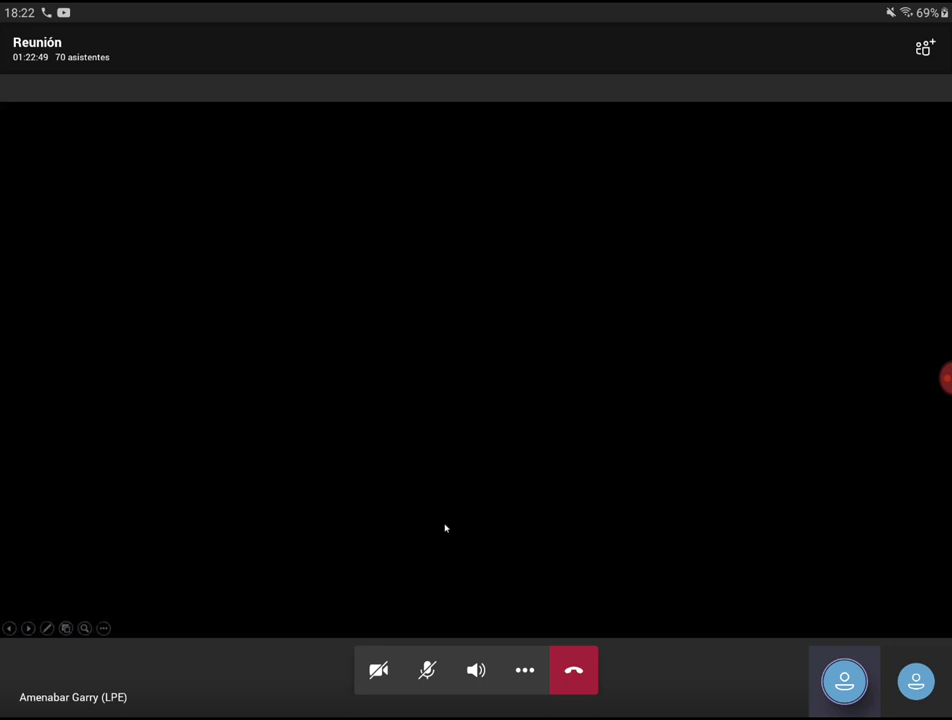 18:22
69%
Reunión
01:22:49 70 asistentes
Amenabar Garry (LPE)